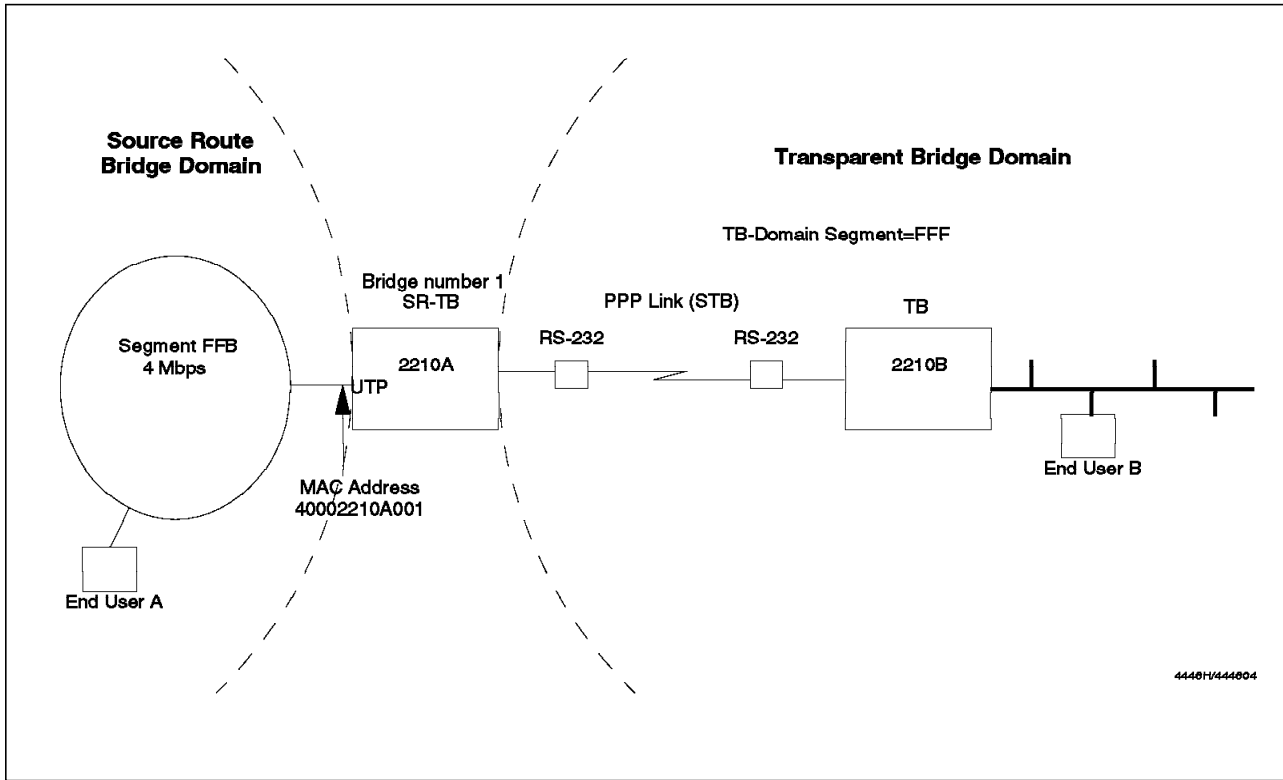 Source Route
Bridge Domain
Transparent Bridge Domain
TB-Domain Segment=FFF
Bridge number 1
SR-TB
PPP Link (STB)
TB
RS-232
RS-232
Segment FFB
4 Mbps
2210A
2210B
UTP
MAC Address
40002210A001
End User B
End User A
4446H/444604